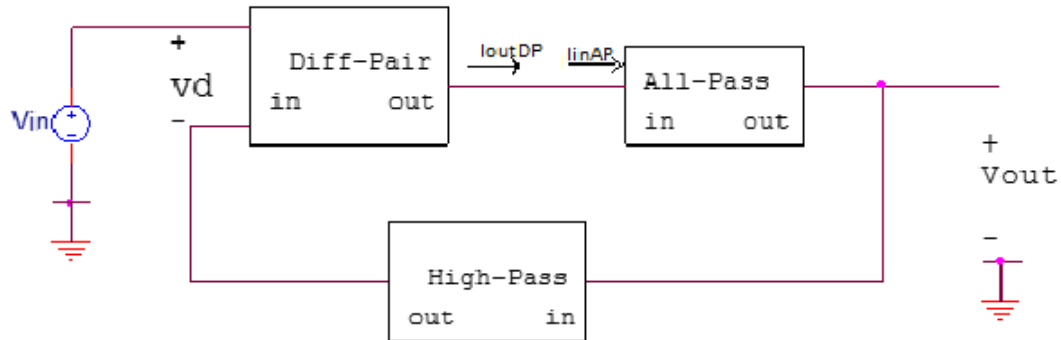 +
vd
-
Vin
+
-
Diff-Pair
in out
IoutDP
IinAP
All-Pass
in out
+
Vout
-
High-Pass
out in